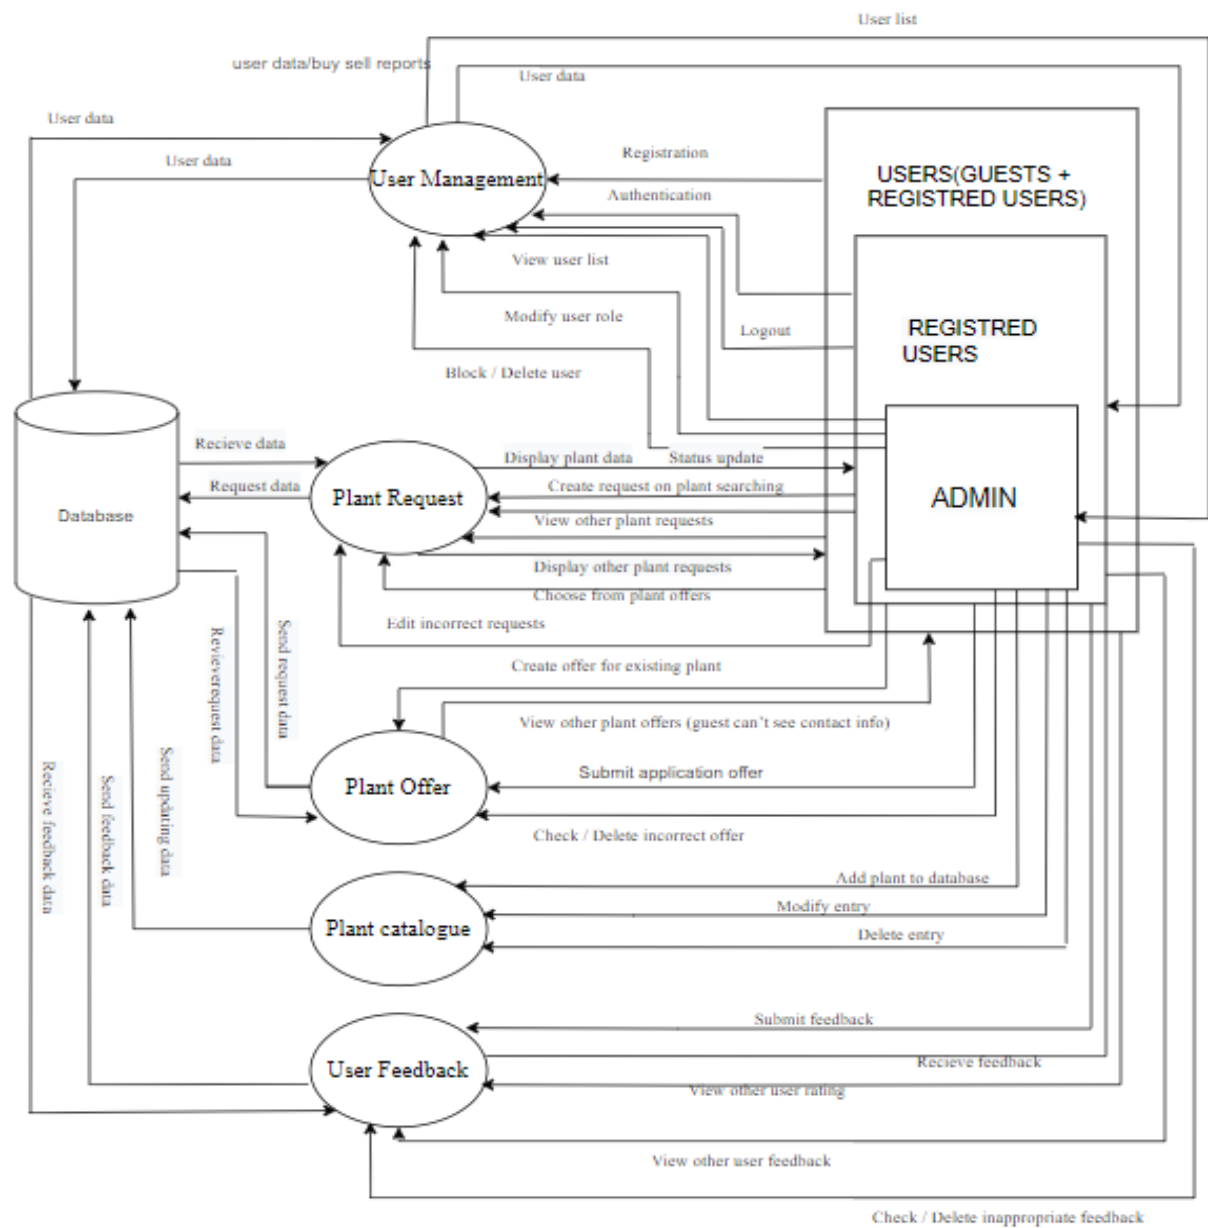 User list
user data/buy sell reports
User data
User data
User data
Registration
User Management
USERS(GUESTS +
REGISTRED USERS)
Authentication
View user list
Modify user role
Logout
REGISTRED
USERS
Block / Delete user
Recieve data
Display plant data
Status update
Request data
Plant Request
Create request on plant searching
ADMIN
Database
View other plant requests
Display other plant requests
Choose from plant offers
Edit incorrect requests
Send request data
Revieverequest data
Create offer for existing plant
View other plant offers (guest can't see contact info)
Plant Offer
Submit application offer
Recieve feedback data
Send feedback data
Send updating data
Check / Delete incorrect offer
Add plant to database
Modify entry
Plant catalogue
Delete entry
Submit feedback
User Feedback
Recieve feedback
View other user rating
View other user feedback
Check / Delete inappropriate feedback